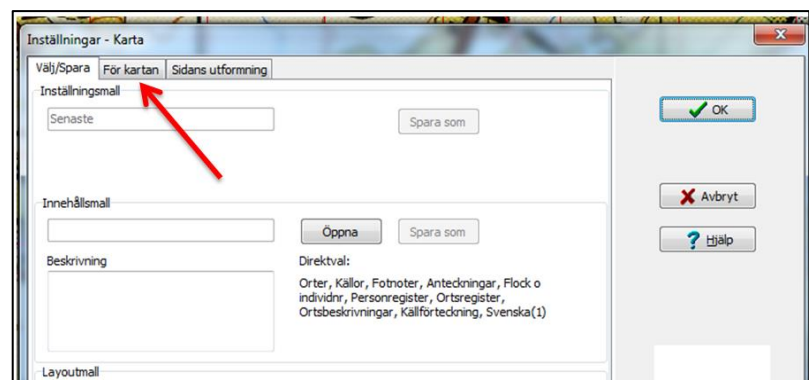 Inställningar - Karta
Välj/Spara För kartan Sidans utformning
Inställningsmall
Senaste Spara som
OK
Avbryt
Hjälp
Innehållsmall
Öppna Spara som
Beskrivning
Direktval:
Orter, Källor, Fotnoter, Anteckningar, Flock o
individnr, Personregister, Ortsregister,
Ortsbeskrivningar, Källförteckning, Svenska(1)
Layoutmall